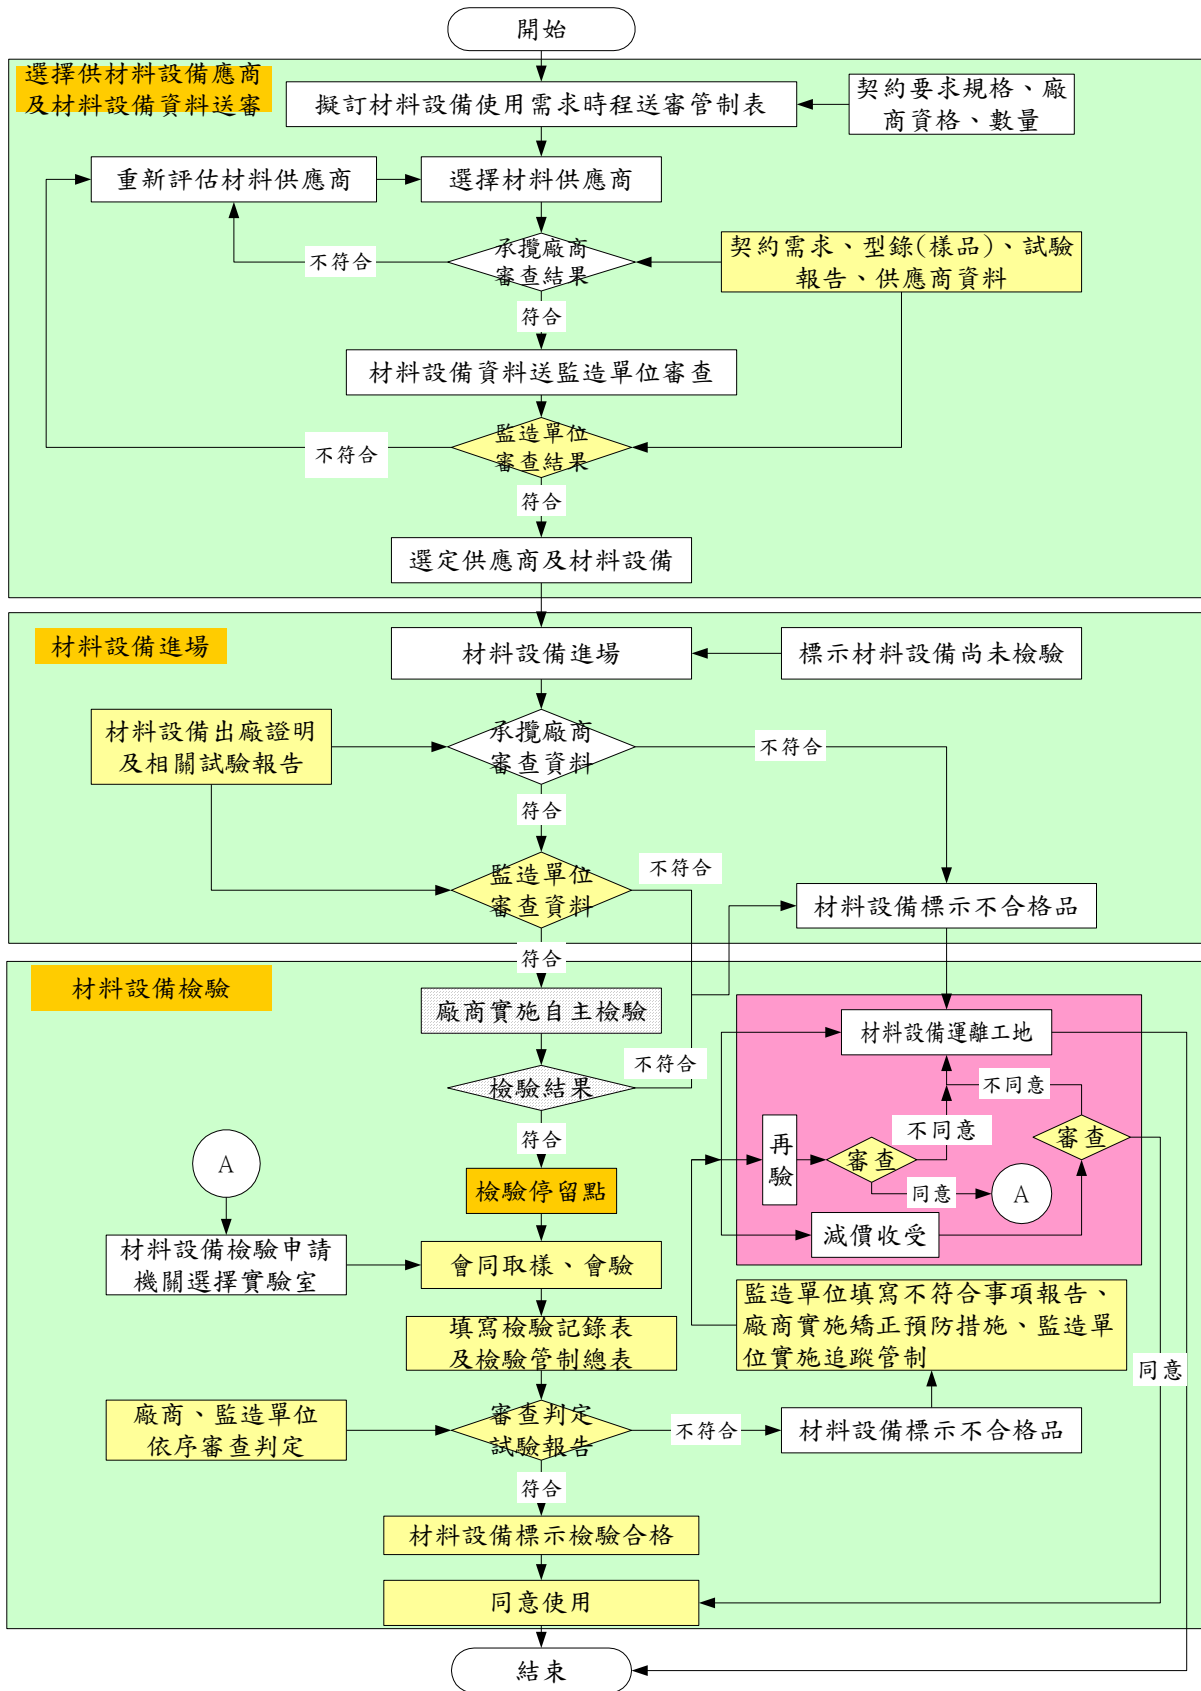 開始
選擇供材料設備應商
及材料設備資料送審
擬訂材料設備使用需求時程送審管制表
契約要求規格、廠
商資格、數量
重新評估材料供應商
選擇材料供應商
承攬廠商
審查結果
不符合
契約需求、型錄(樣品)、試驗
報告、供應商資料
符合
材料設備資料送監造單位審查
監造單位
審查結果
不符合
符合
選定供應商及材料設備
材料設備進場
材料設備進場
標示材料設備尚未檢驗
材料設備出廠證明
及相關試驗報告
承攬廠商
審查資料
不符合
符合
監造單位
審查資料
不符合
材料設備標示不合格品
符合
材料設備檢驗
廠商實施自主檢驗
材料設備運離工地
不符合
檢驗結果
不同意
符合
再
驗
審查
不同意
審查
A
同意
A
檢驗停留點
減價收受
材料設備檢驗申請
機關選擇實驗室
會同取樣、會驗
填寫檢驗記錄表
及檢驗管制總表
監造單位填寫不符合事項報告、
廠商實施矯正預防措施、監造單
位實施追蹤管制
同意
廠商、監造單位
依序審查判定
審查判定
試驗報告
不符合
材料設備標示不合格品
符合
材料設備標示檢驗合格
同意使用
結束